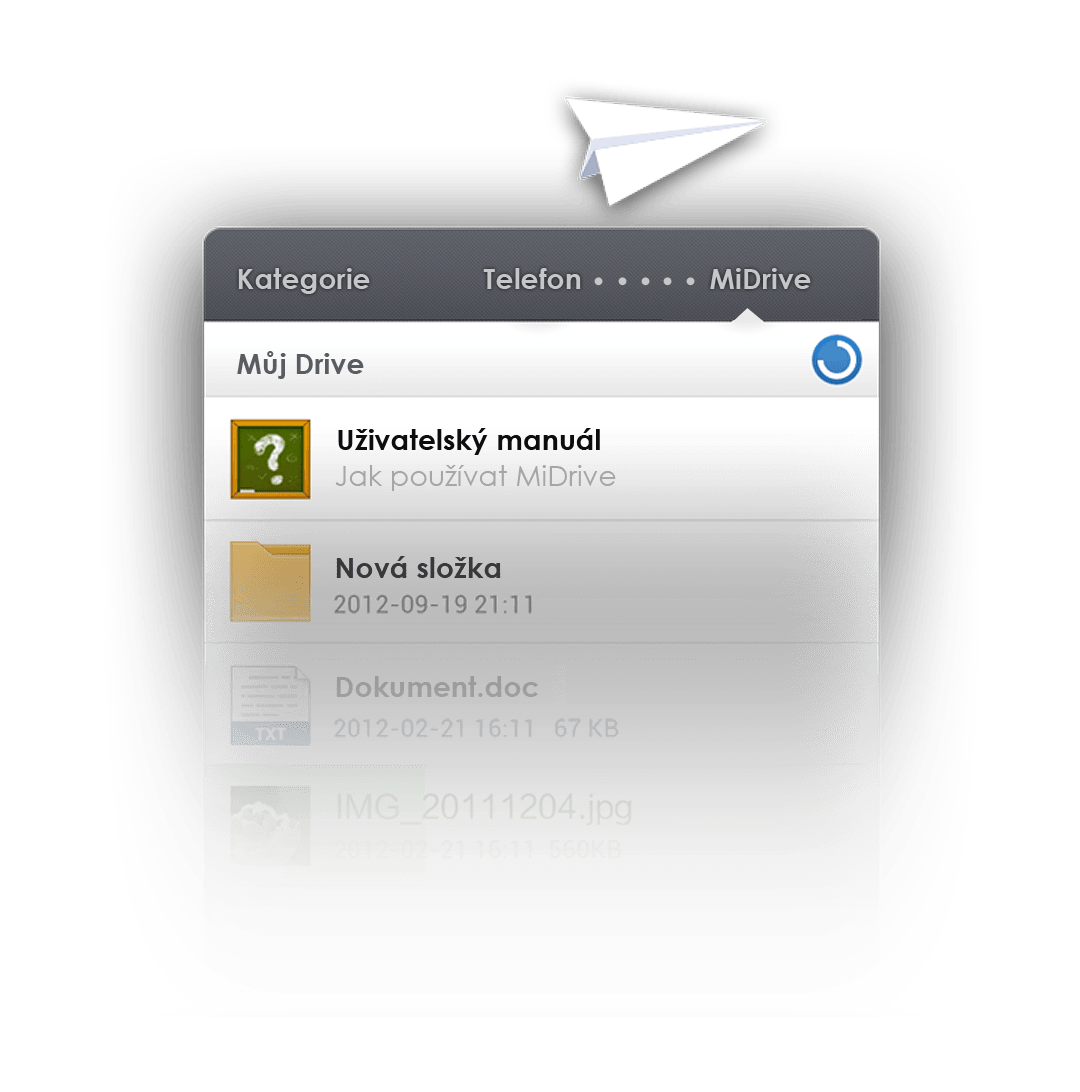 Kategorie Telefon • • • • • MiDrive
Můj Drive
Uživatelský manuál
Jak používat MiDrive
Nová složka
2012-09-19 21:11
Dokument.doc
TXT
2012-02-21 16:11 67 KB
IMG_20111204.jpg
2012-02-21 16:11 560KB